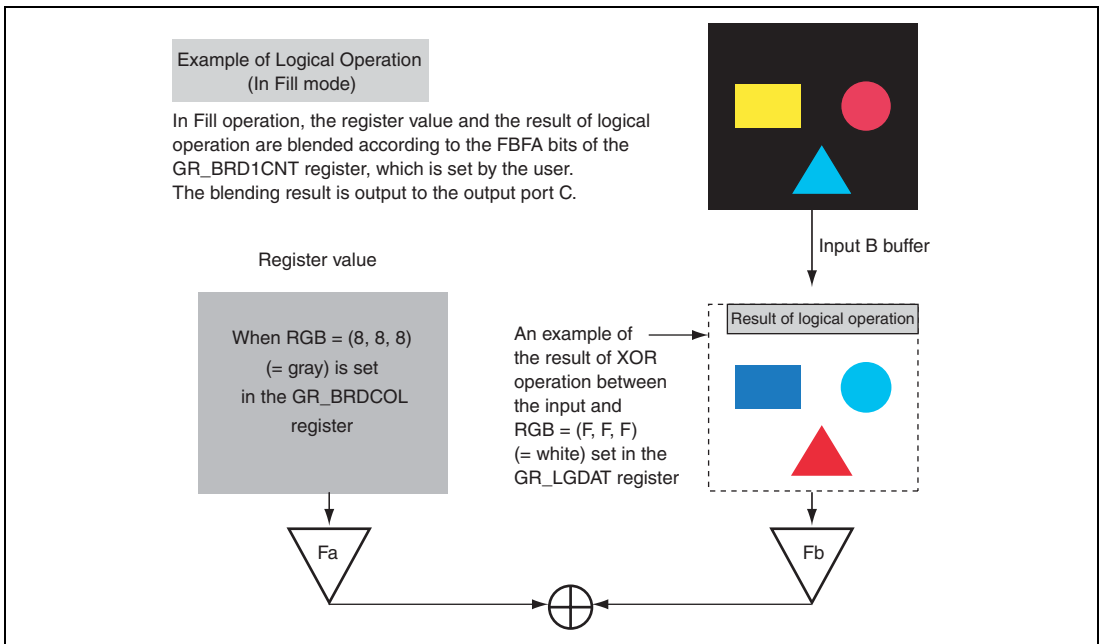 Example of Logical Operation
(In Fill mode)
In Fill operation, the register value and the result of logical
operation are blended according to the FBFA bits of the
GR_BRD1CNT register, which is set by the user.
The blending result is output to the output port C.
Input B buffer
Register value
When RGB = (8, 8, 8)
(= gray) is set
in the GR_BRDCOL
register
An example of
the result of XOR
operation between
the input and
RGB = (F, F, F)
(= white) set in the
GR_LGDAT register
Result of logical operation
Fa
Fb